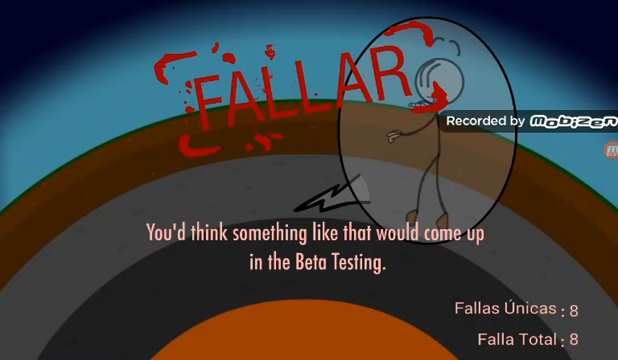 FALLAR
Recorded by mobizen
You'd think something like that would come up
in the Beta Testing.
Fallas Únicas : 8
Falla Total : 8